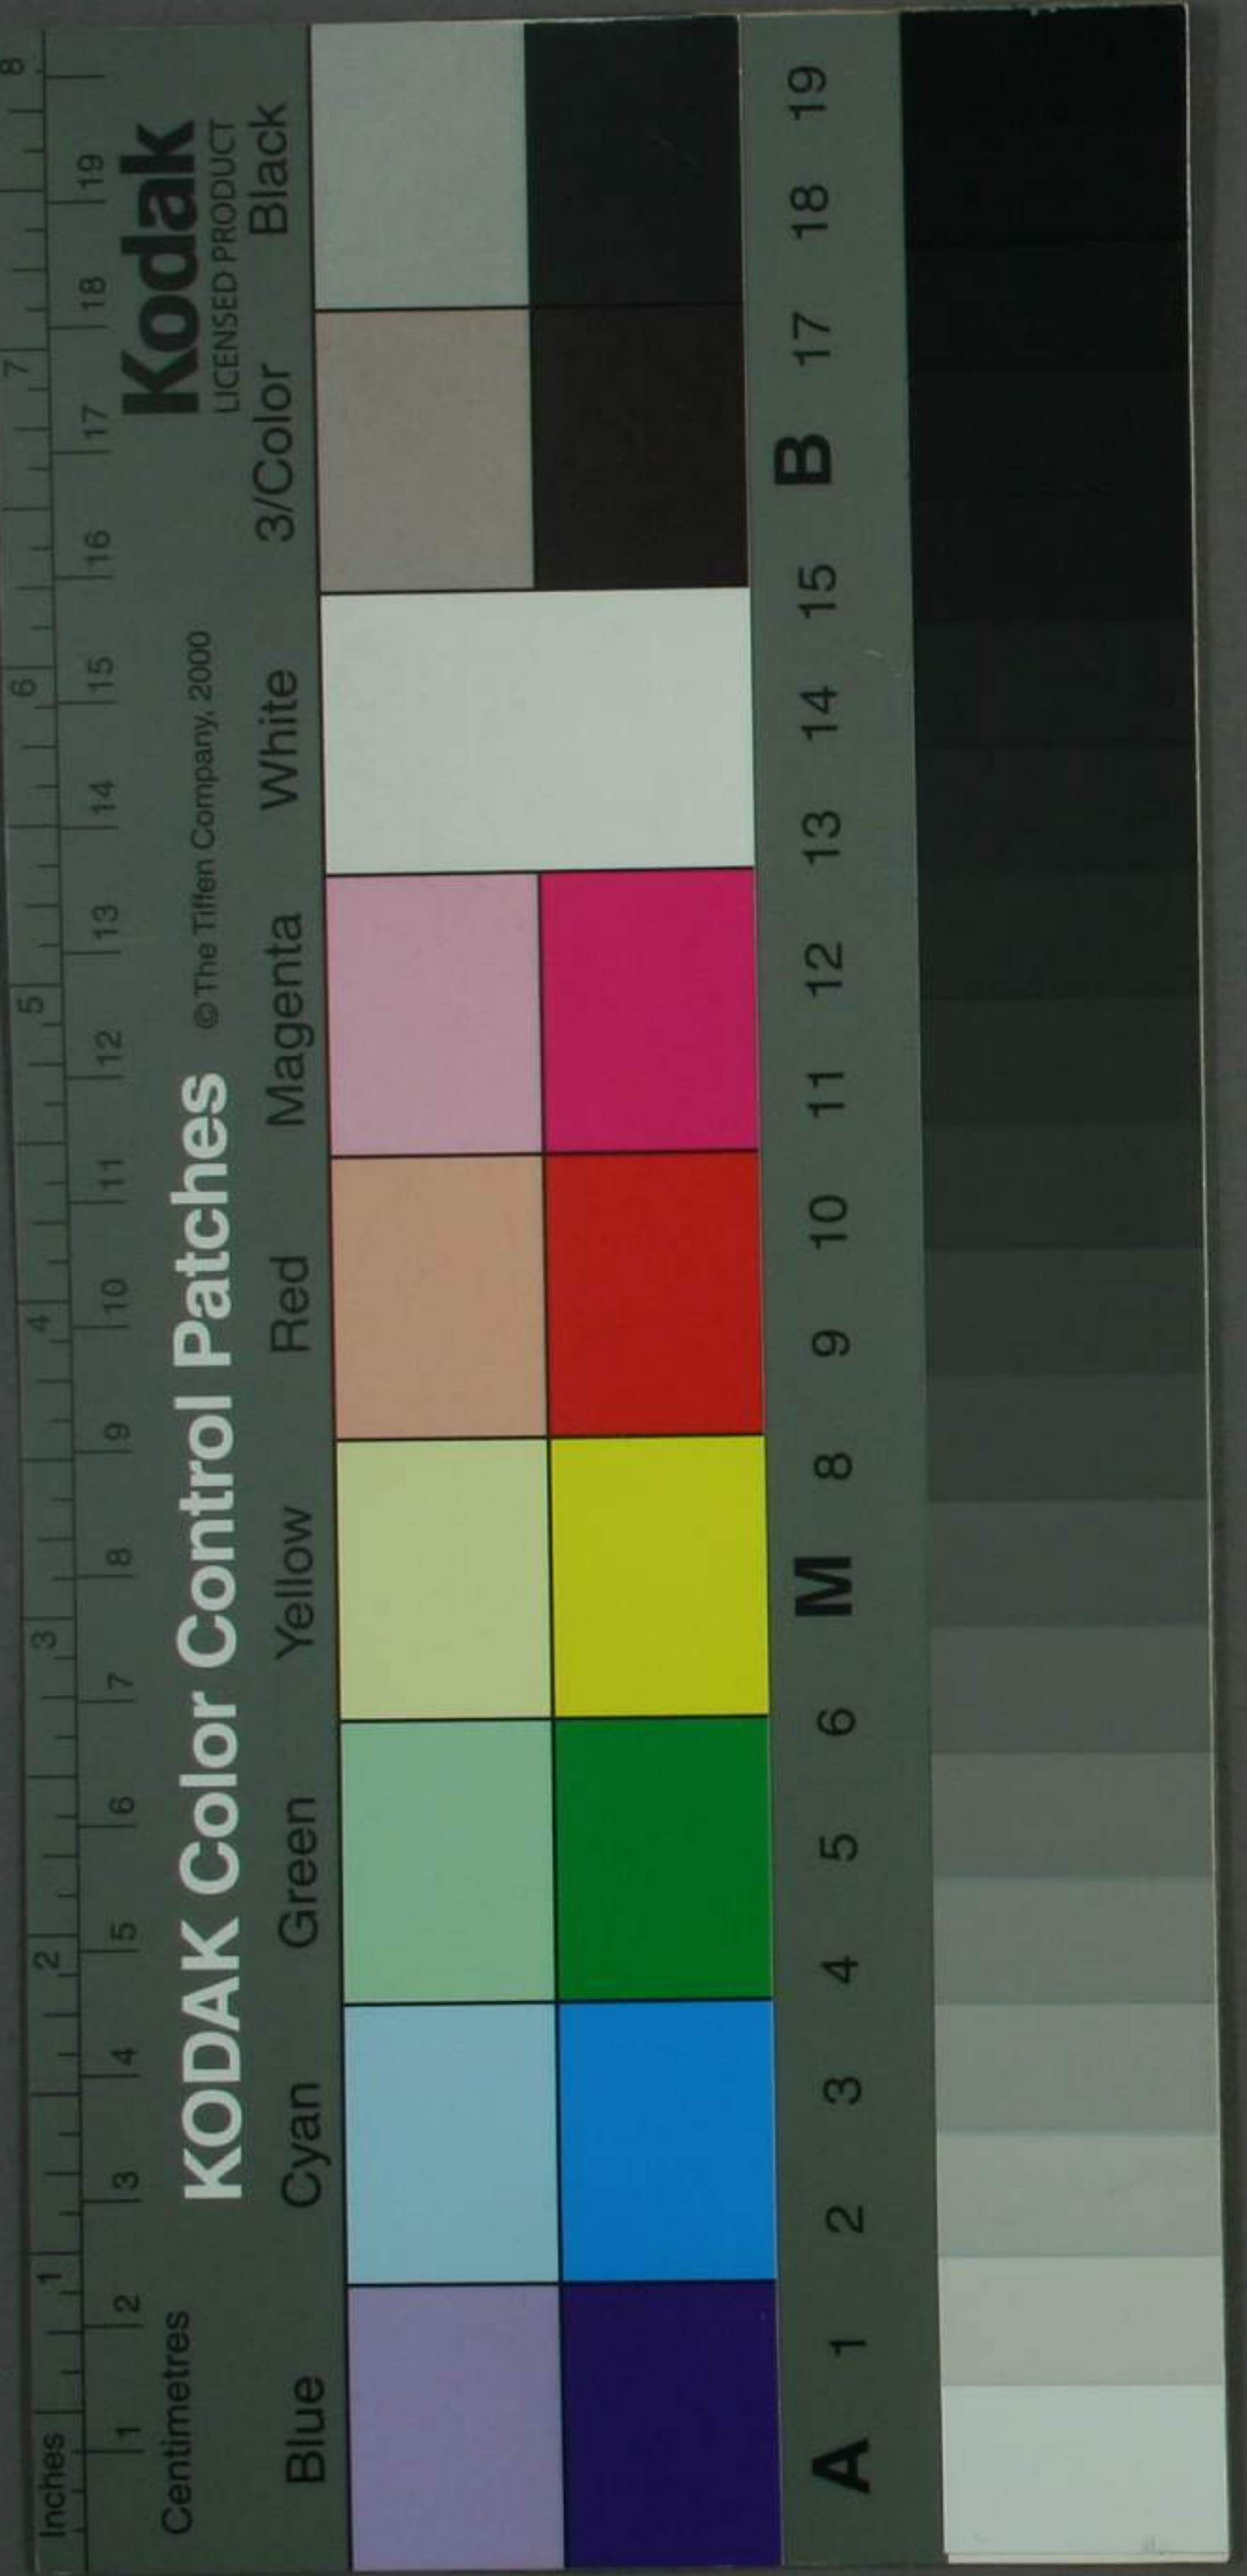 Inches 1 2 3 4 5 6 7 8
1 2 3 4 5 6 7 8 9 10 11 12 13 14 15 16 17 18 19
Centimetres
KODAK Color Control Patches © The Tiffen Company, 2000 Kodak
LICENSED PRODUCT
Blue Cyan Green Yellow Red Magenta White 3/Color Black
A 1 2 3 4 5 6 M 8 9 10 11 12 13 14 15 B 17 18 19